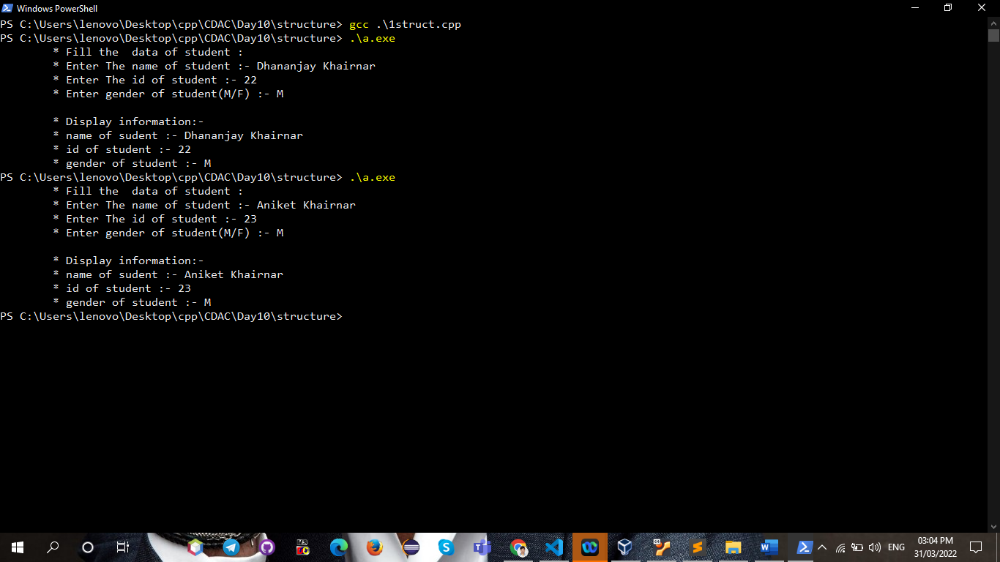 Windows PowerShell
PS C:\Users\lenovo\Desktop\cpp\CDAC\Day10\structure> gcc .\1struct.cpp
PS C:\Users\lenovo\Desktop\cpp\CDAC\Day10\structure> .\a.exe
* Fill the  data of student :
* Enter The name of student :- Dhananjay Khairnar
* Enter The id of student :- 22
* Enter gender of student(M/F) :- M
* Display information:-
* name of sudent :- Dhananjay Khairnar
* id of student :- 22
* gender of student :- M
PS C:\Users\lenovo\Desktop\cpp\CDAC\Day10\structure> .\a.exe
* Fill the  data of student :
* Enter The name of student :- Aniket Khairnar
* Enter The id of student :- 23
* Enter gender of student(M/F) :- M
* Display information:-
* name of sudent :- Aniket Khairnar
* id of student :- 23
* gender of student :- M
PS C:\Users\lenovo\Desktop\cpp\CDAC\Day10\structure>
ENG
03:04 PM
31/03/2022